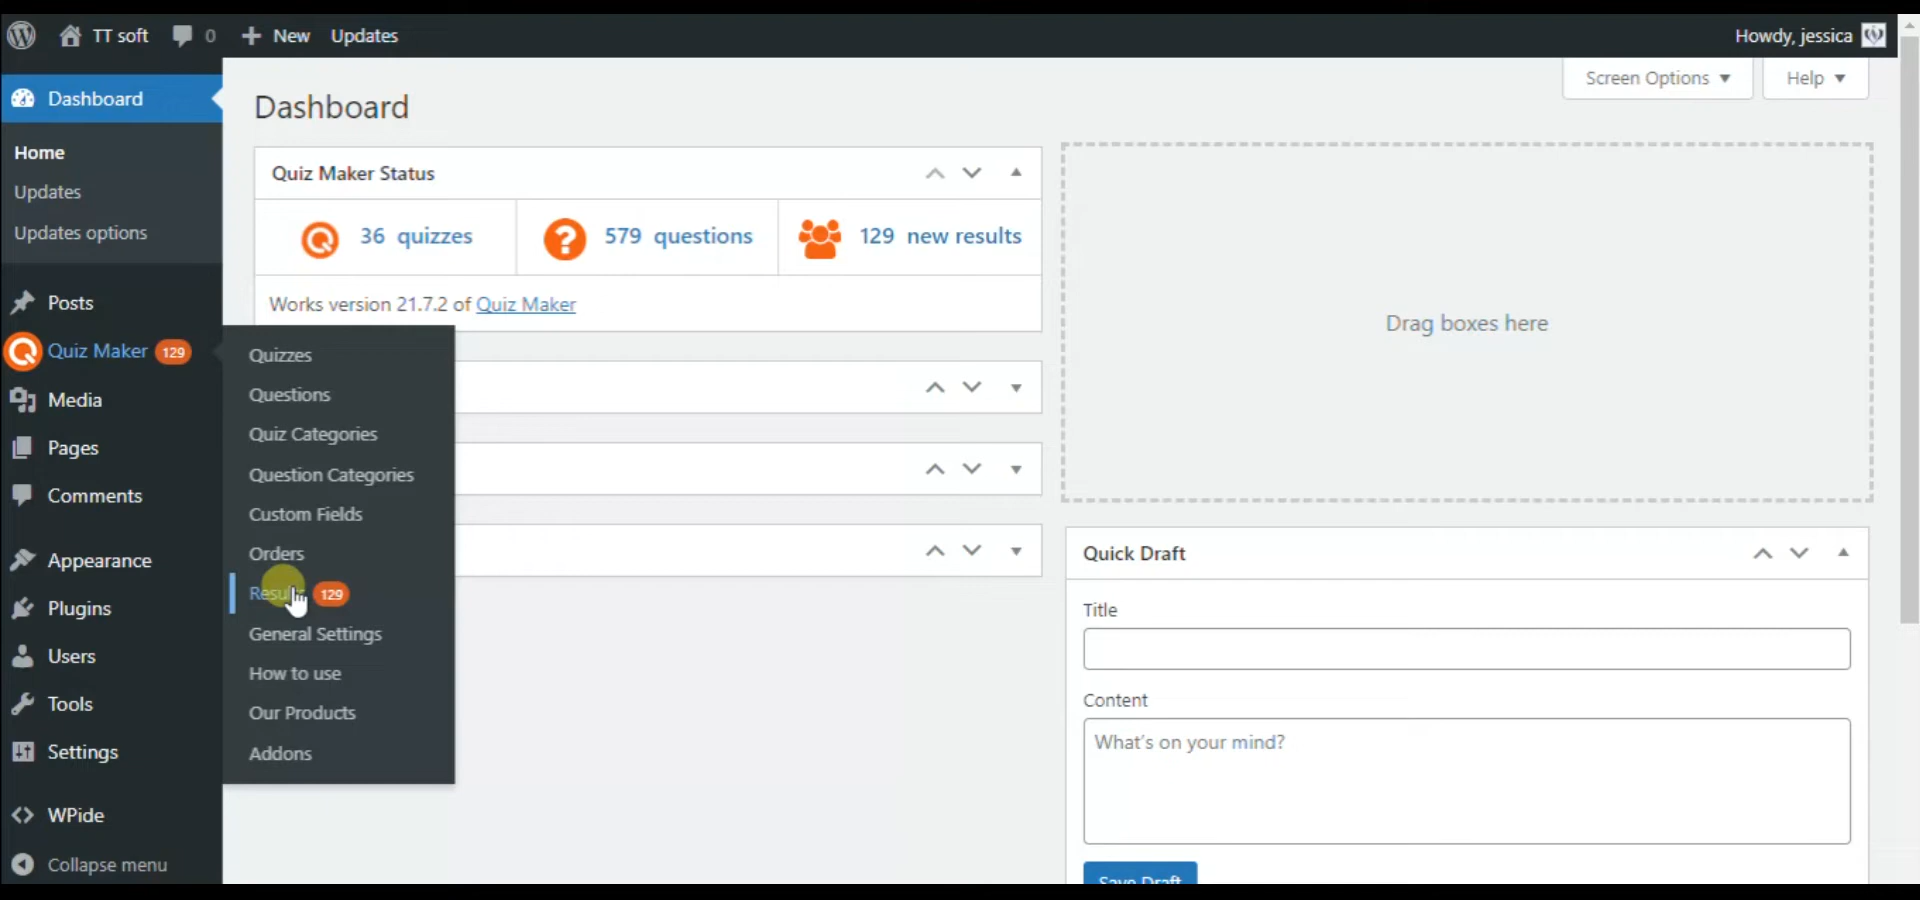 TT soft
0
New
Updates
Howdy, jessica
Screen Options
Help
Dashboard
Home
Updates
Updates options
Posts
Quiz Maker 129
Media
Pages
Comments
Appearance
Plugins
Users
Tools
Settings
WPide
Collapse menu
Quizzes
Questions
Quiz Categories
Question Categories
Custom Fields
Orders
Results 129
General Settings
How to use
Our Products
Addons
Dashboard
Quiz Maker Status
36 quizzes
579 questions
129 new results
Works version 21.7.2 of Quiz Maker
Drag boxes here
Quick Draft
Title
Content
What's on your mind?
Save Draft